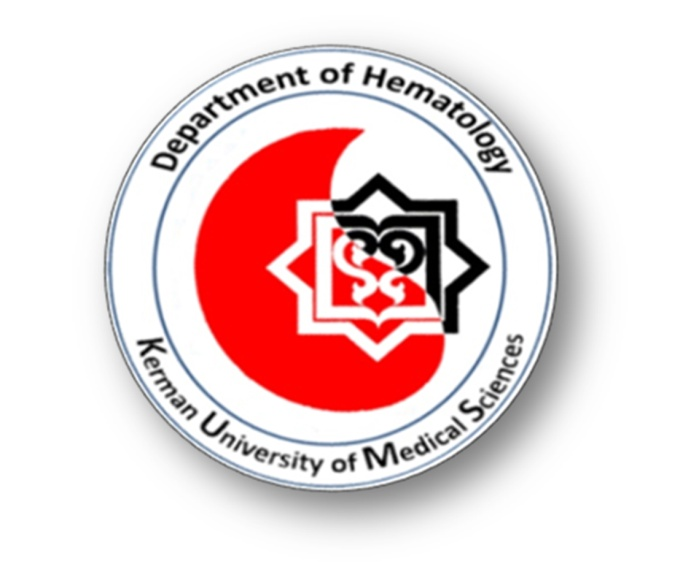 Department of Hematology
Kerman University of Medical Sciences